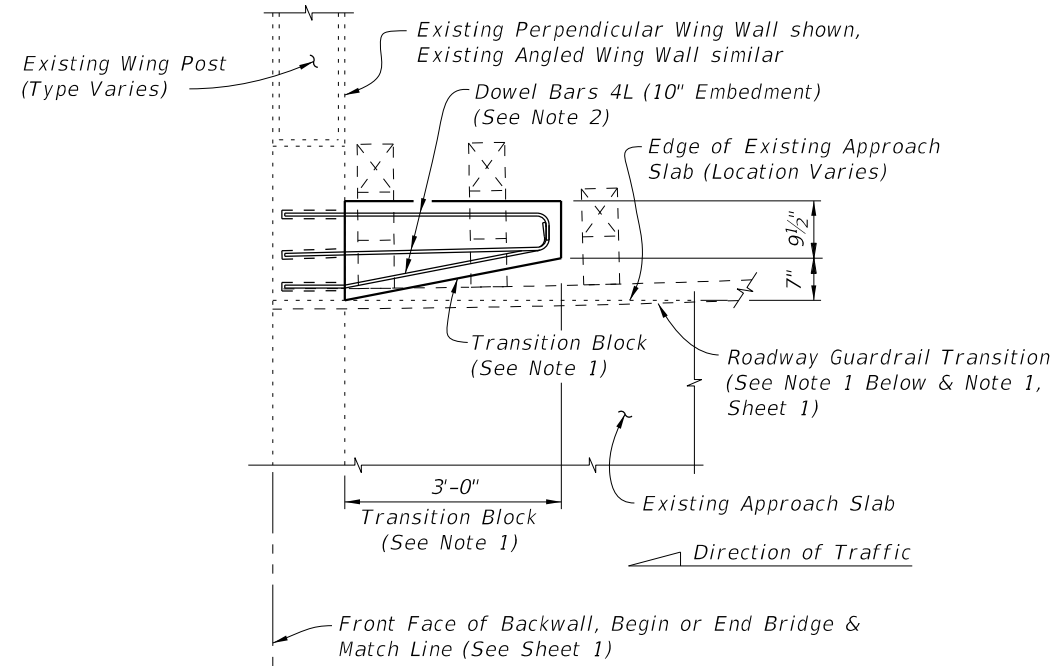 Existing Perpendicular Wing Wall shown,
Existing Angled Wing Wall similar
Existing Wing Post
(Type Varies)
Dowel Bars 4L (10" Embedment)
(See Note 2)
Edge of Existing Approach
Slab (Location Varies)
9½"
7"
Transition Block
(See Note 1)
Roadway Guardrail Transition
(See Note 1 Below & Note 1,
Sheet 1)
3'-0"
Transition Block
(See Note 1)
Existing Approach Slab
Direction of Traffic
Front Face of Backwall, Begin or End Bridge &
Match Line (See Sheet 1)